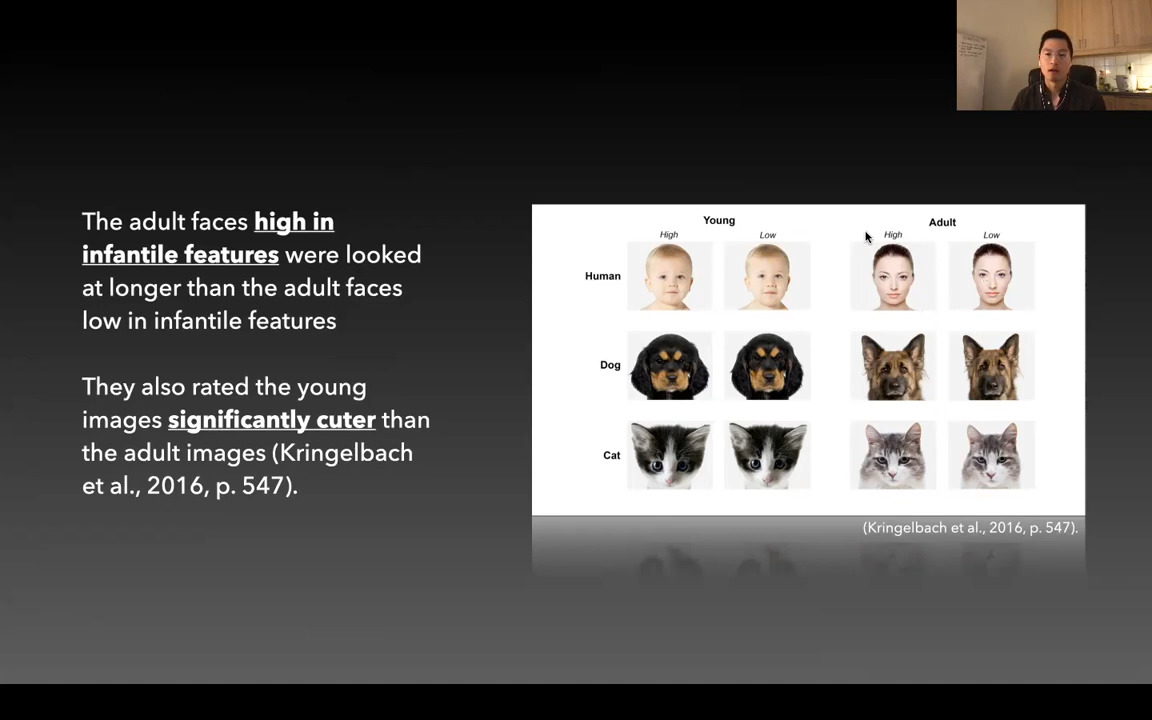 The adult faces high in
infantile features were looked
at longer than the adult faces
low in infantile features
They also rated the young
images significantly cuter than
the adult images (Kringelbach
et al., 2016, p. 547).
Young Adult
High Low High Low
Human
Dog
Cat
(Kringelbach et al., 2016, p. 547).